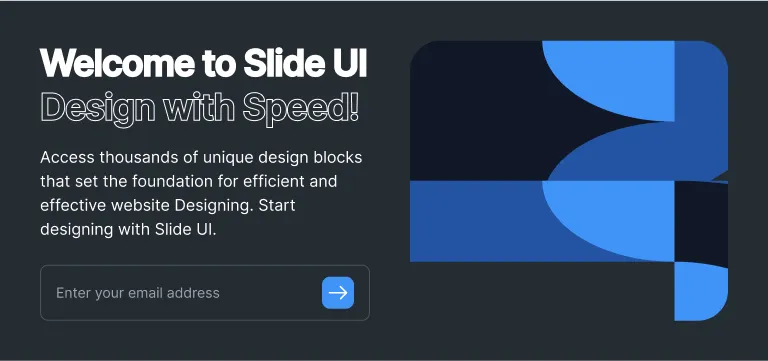 Welcome to Slide UI
Design with Speed!
Access thousands of unique design blocks
that set the foundation for efficient and
effective website Designing. Start
designing with Slide UI.
Enter your email address